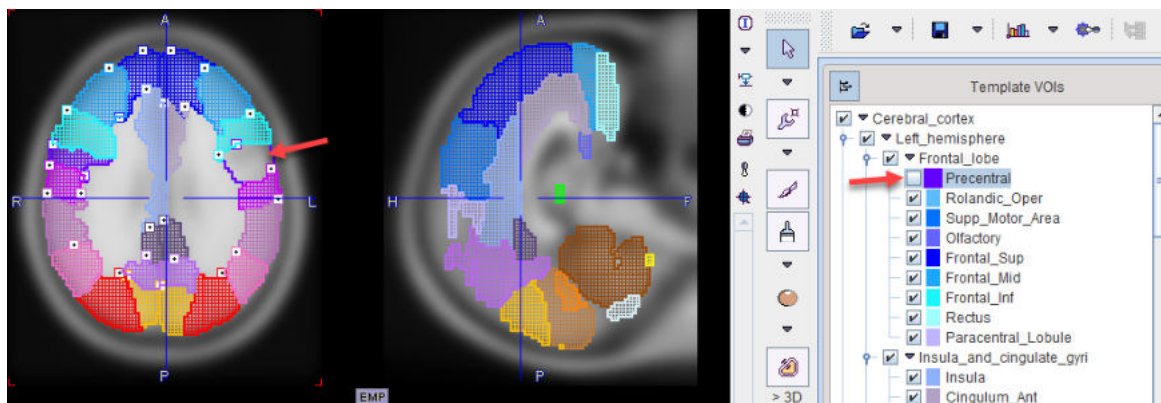 A
R
L
P
A
H
F
P
EMP
> 3D
Template VOIs
Cerebral_cortex
Left_hemisphere
Frontal_lobe
Precentral
Rolandic_Oper
Supp_Motor_Area
Olfactory
Frontal_Sup
Frontal_Mid
Frontal_Inf
Rectus
Paracentral_Lobule
Insula_and_cingulate_gyri
Insula
Cingulum_Ant